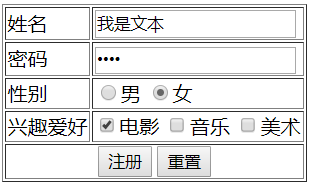 姓名 我是文本
密码 ••••
性别 男 女
兴趣爱好 电影 音乐 美术
注册 重置